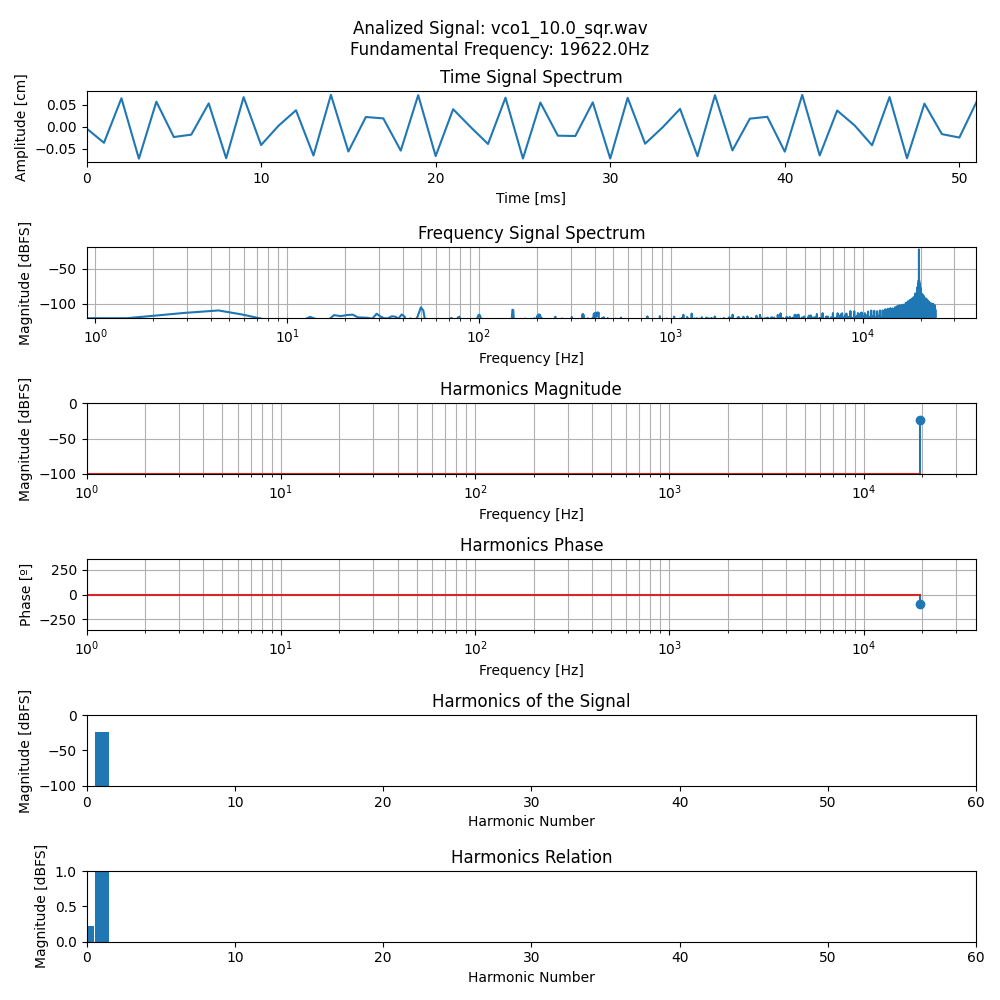 Analized Signal: vco1_10.0_sqr.wav
Fundamental Frequency: 19622.0Hz
Time Signal Spectrum
Amplitude [cm]
0.05
0.00
−0.05
0 10 20 30 40 50
Time [ms]
Frequency Signal Spectrum
Magnitude [dBFS]
−50
−100
10⁰ 10¹ 10² 10³ 10⁴
Frequency [Hz]
Harmonics Magnitude
Magnitude [dBFS]
0
−50
−100
10⁰ 10¹ 10² 10³ 10⁴
Frequency [Hz]
Harmonics Phase
Phase [º]
250
0
−250
10⁰ 10¹ 10² 10³ 10⁴
Frequency [Hz]
Harmonics of the Signal
Magnitude [dBFS]
0
−50
−100
0 10 20 30 40 50 60
Harmonic Number
Harmonics Relation
Magnitude [dBFS]
1.0
0.5
0.0
0 10 20 30 40 50 60
Harmonic Number